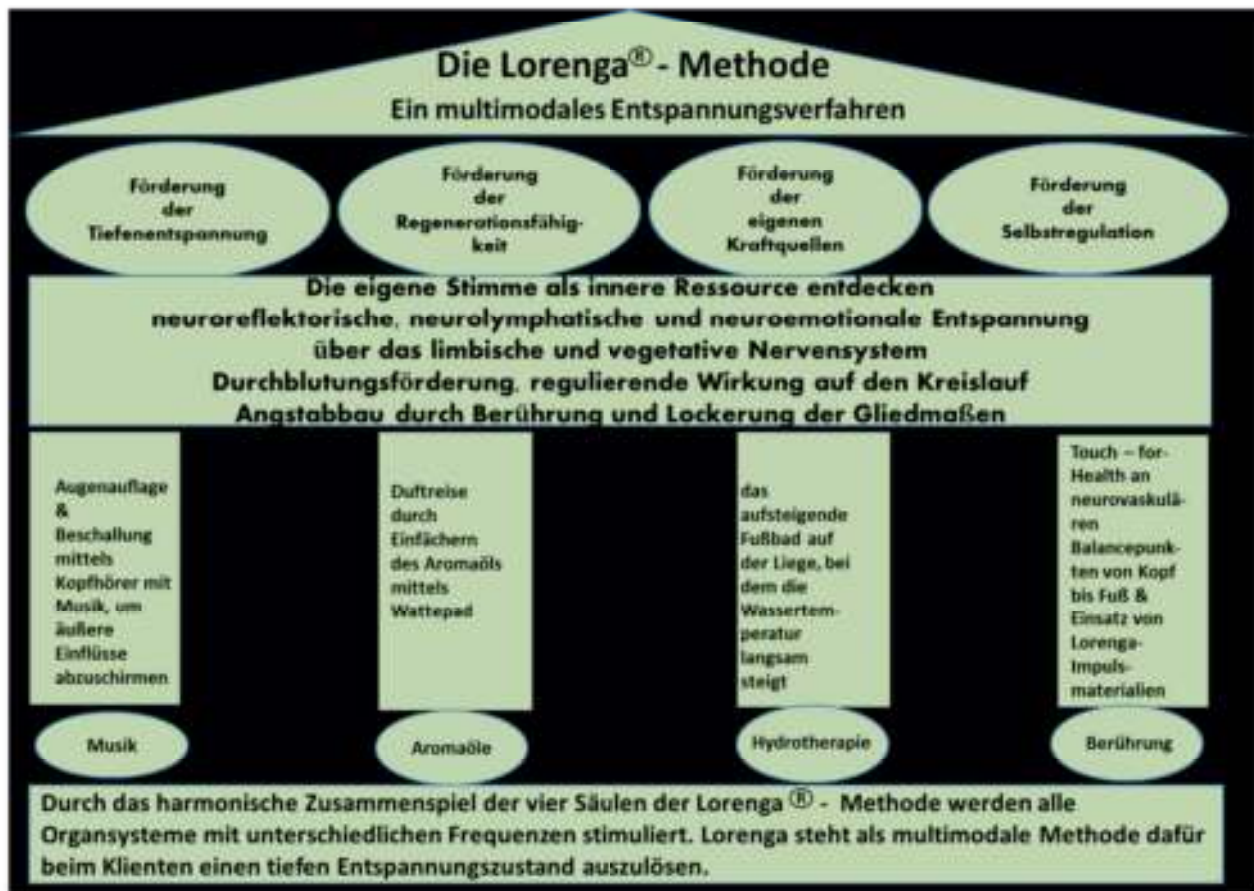 Die Lorenga® - Methode
Ein multimodales Entspannungsverfahren
Förderung
der
Tiefenentspannung
Förderung
der
Regenerationsfähig-
keit
Förderung
der
eigenen
Kraftquellen
Förderung
der
Selbstregulation
Die eigene Stimme als innere Ressource entdecken
neuroreflektorische, neurolymphatische und neuroemotionale Entspannung
über das limbische und vegetative Nervensystem
Durchblutungsförderung, regulierende Wirkung auf den Kreislauf
Angstabbau durch Berührung und Lockerung der Gliedmaßen
Augenauflage
&
Beschallung
mittels
Kopfhörer mit
Musik, um
äußere
Einflüsse
abzuschirmen
Duftreise
durch
Einfächern
des Aromaöls
mittels
Wattepad
das
aufsteigende
Fußbad auf
der Liege, bei
dem die
Wassertem-
peratur
langsam
steigt
Touch – for-
Health an
neurovaskulä-
ren
Balancepunk-
ten von Kopf
bis Fuß &
Einsatz von
Lorenga-
Impuls-
materialien
Musik
Aromaöle
Hydrotherapie
Berührung
Durch das harmonische Zusammenspiel der vier Säulen der Lorenga ® - Methode werden alle
Organsysteme mit unterschiedlichen Frequenzen stimuliert. Lorenga steht als multimodale Methode dafür
beim Klienten einen tiefen Entspannungszustand auszulösen.